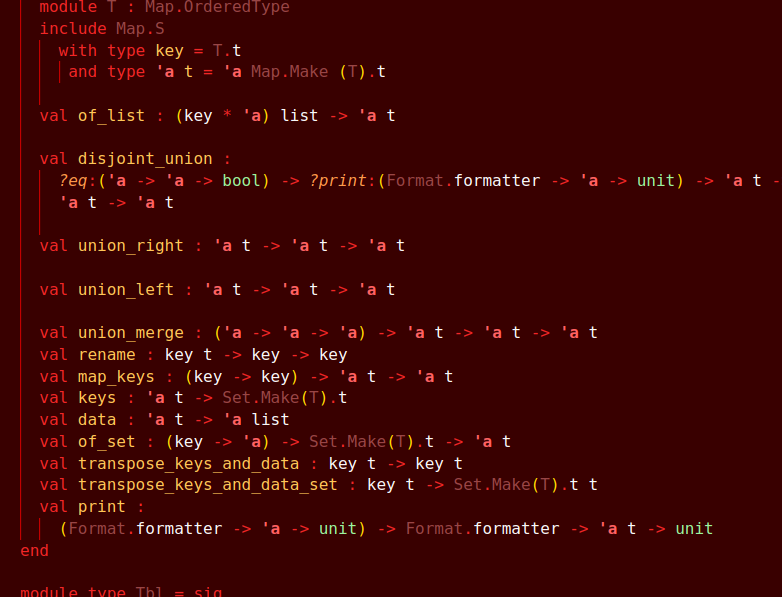 module T : Map.OrderedType
include Map.S
with type key = T.t
and type 'a t = 'a Map.Make (T).t
val of_list : (key * 'a) list -> 'a t
val disjoint_union :
?eq:('a -> 'a -> bool) -> ?print:(Format.formatter -> 'a -> unit) -> 'a t -
'a t -> 'a t
val union_right : 'a t -> 'a t -> 'a t
val union_left : 'a t -> 'a t -> 'a t
val union_merge : ('a -> 'a -> 'a) -> 'a t -> 'a t -> 'a t
val rename : key t -> key -> key
val map_keys : (key -> key) -> 'a t -> 'a t
val keys : 'a t -> Set.Make(T).t
val data : 'a t -> 'a list
val of_set : (key -> 'a) -> Set.Make(T).t -> 'a t
val transpose_keys_and_data : key t -> key t
val transpose_keys_and_data_set : key t -> Set.Make(T).t t
val print :
(Format.formatter -> 'a -> unit) -> Format.formatter -> 'a t -> unit
end
module type Tbl = sig